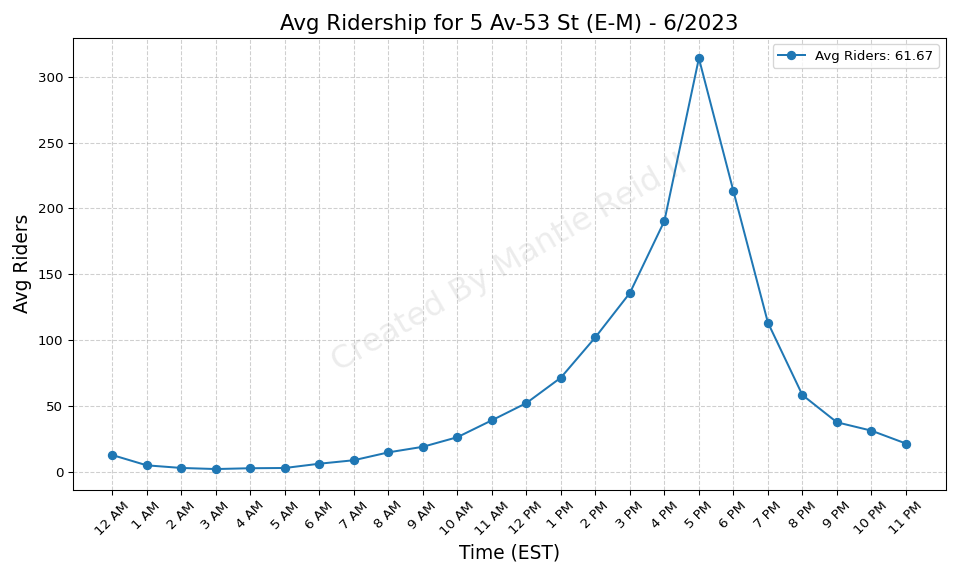 Avg Ridership for 5 Av-53 St (E-M) - 6/2023
Avg Riders: 61.67
Avg Riders
300
250
200
150
100
50
0
Created By Mantle Reid II
12 AM
1 AM
2 AM
3 AM
4 AM
5 AM
6 AM
7 AM
8 AM
9 AM
10 AM
11 AM
12 PM
1 PM
2 PM
3 PM
4 PM
5 PM
6 PM
7 PM
8 PM
9 PM
10 PM
11 PM
Time (EST)